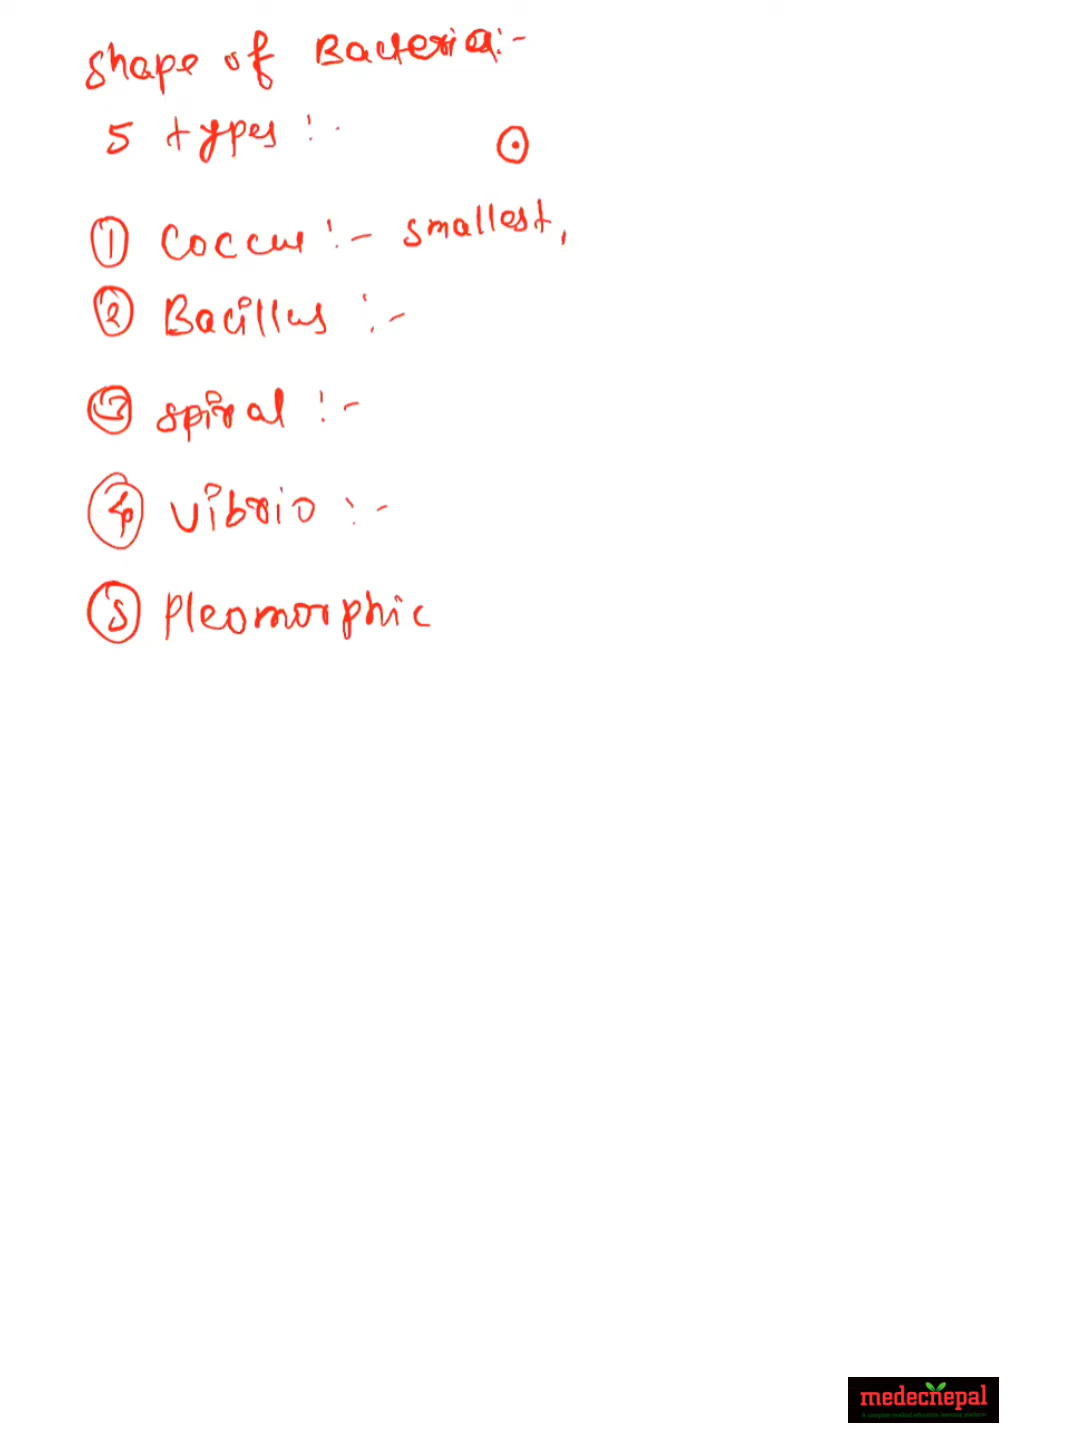 Shape of Bacteria:-
5 types :-
① Coccus :- smallest,
② Bacillus :-
③ spiral :-
④ Vibrio :-
⑤ Pleomorphic
medecnepal